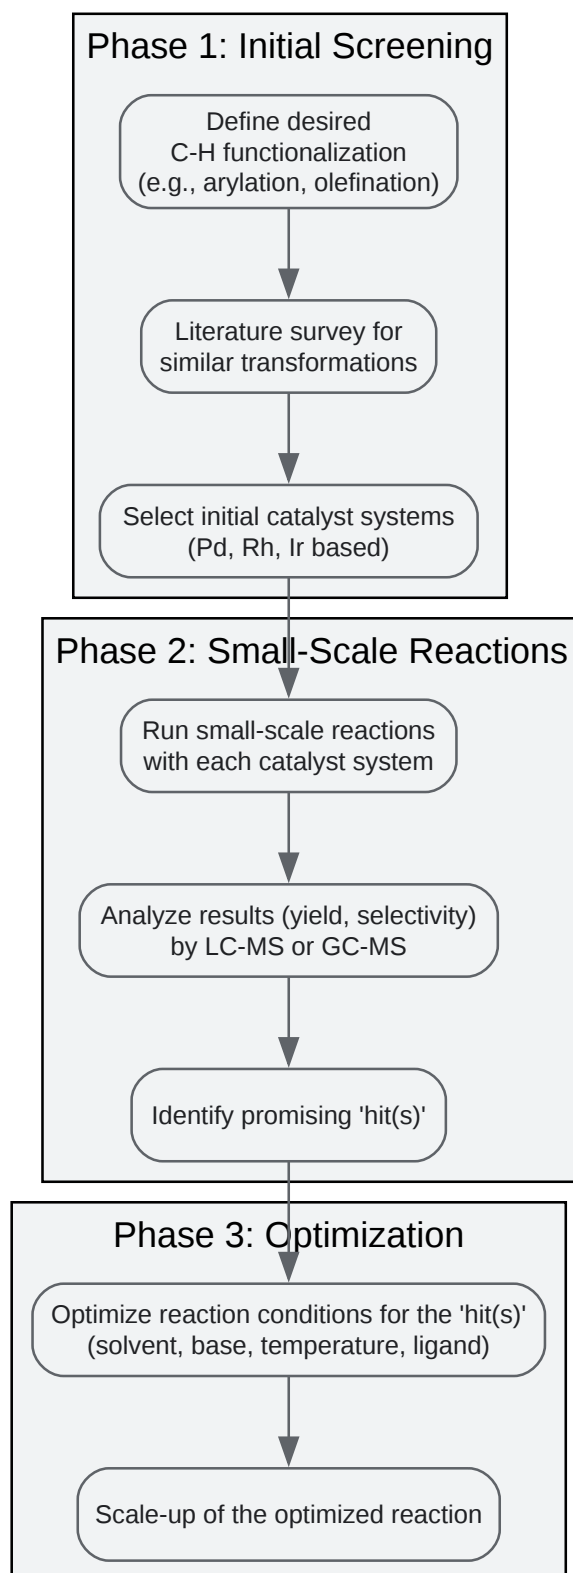 Phase 1: Initial Screening
Define desired
C-H functionalization
(e.g., arylation, olefination)
Literature survey for
similar transformations
Select initial catalyst systems
(Pd, Rh, Ir based)
Phase 2: Small-Scale Reactions
Run small-scale reactions
with each catalyst system
Analyze results (yield, selectivity)
by LC-MS or GC-MS
Identify promising 'hit(s)'
Phase 3: Optimization
Optimize reaction conditions for the 'hit(s)'
(solvent, base, temperature, ligand)
Scale-up of the optimized reaction